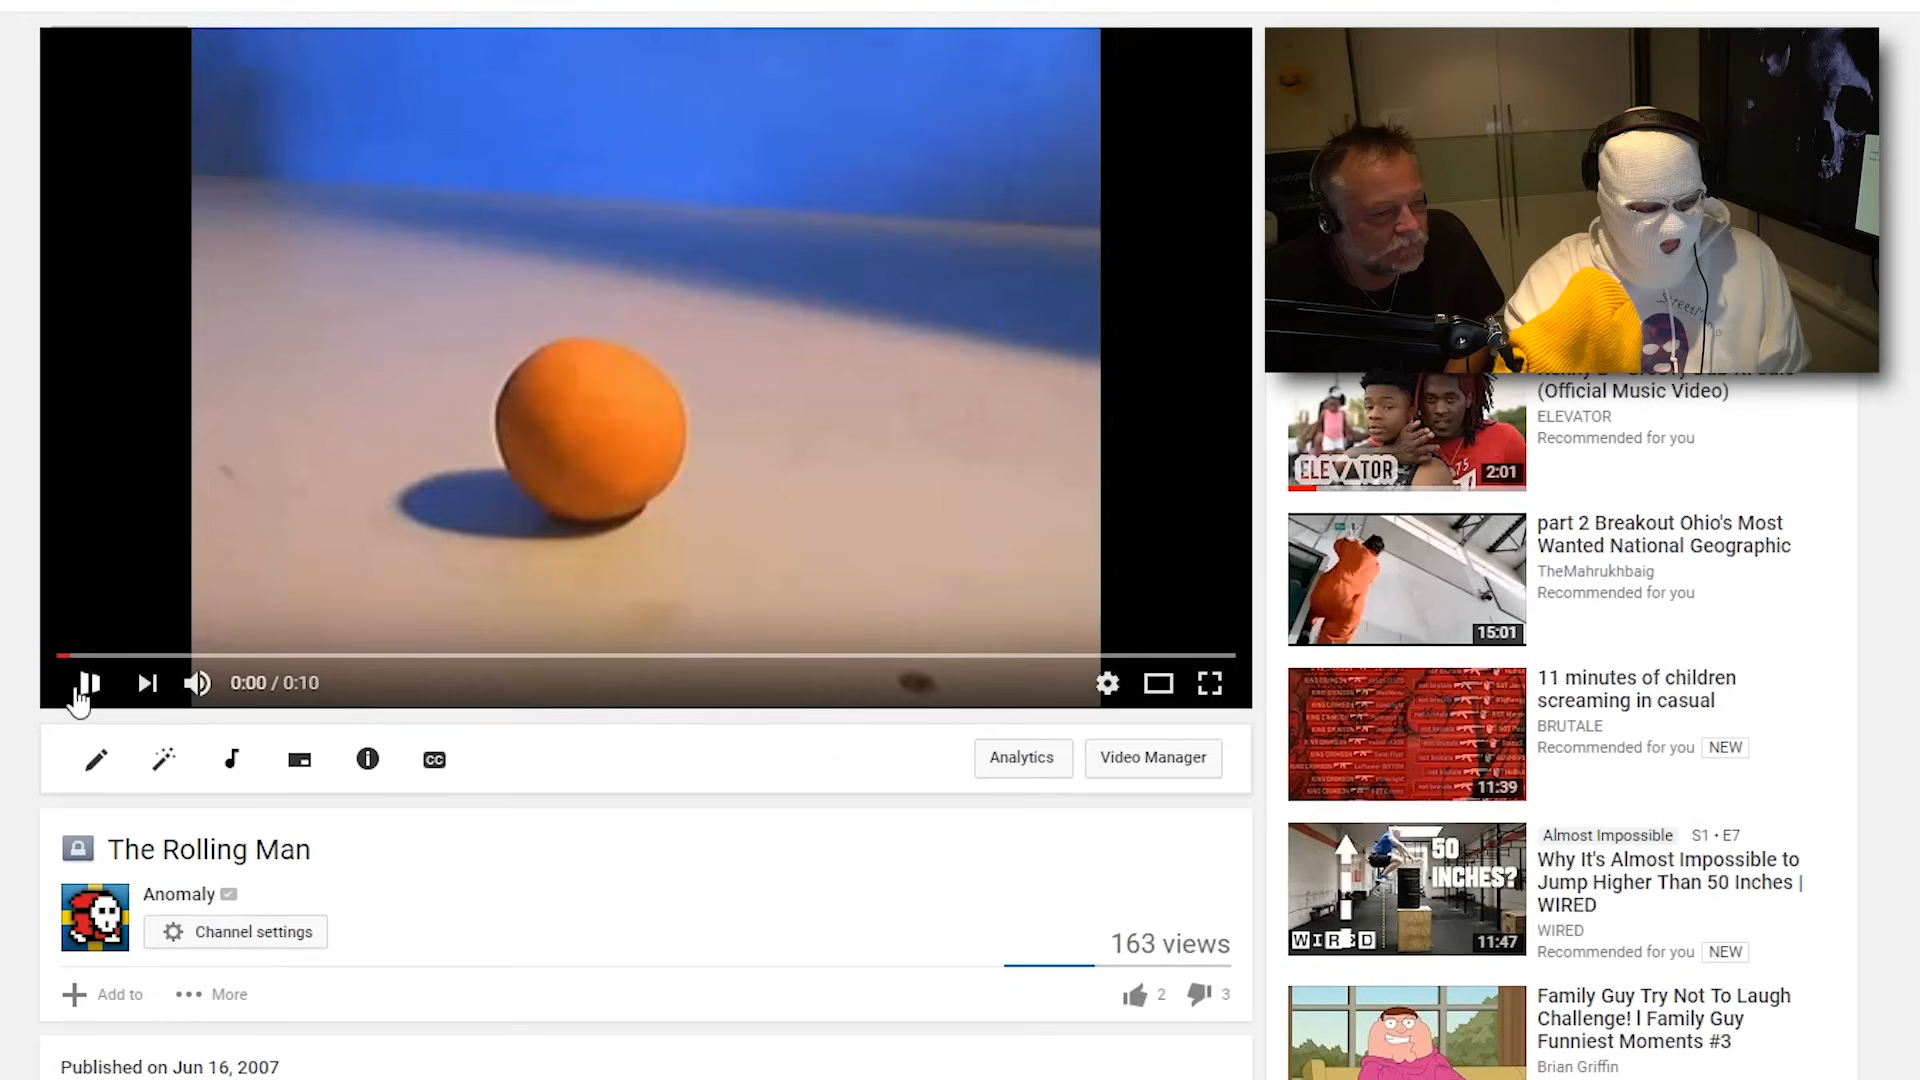 0:00 / 0:10
CC
Analytics
Video Manager
The Rolling Man
Anomaly
Channel settings
163 views
Add to
More
2
3
Published on Jun 16, 2007
(Official Music Video)
ELEVATOR
Recommended for you
ELEVATOR
2:01
part 2 Breakout Ohio's Most
Wanted National Geographic
TheMahrukhbaig
Recommended for you
15:01
11 minutes of children
screaming in casual
BRUTALE
Recommended for you NEW
11:39
Almost Impossible S1 • E7
Why It's Almost Impossible to
Jump Higher Than 50 Inches |
WIRED
WIRED
Recommended for you NEW
50
INCHES?
WIRED
11:47
Family Guy Try Not To Laugh
Challenge! l Family Guy
Funniest Moments #3
Brian Griffin